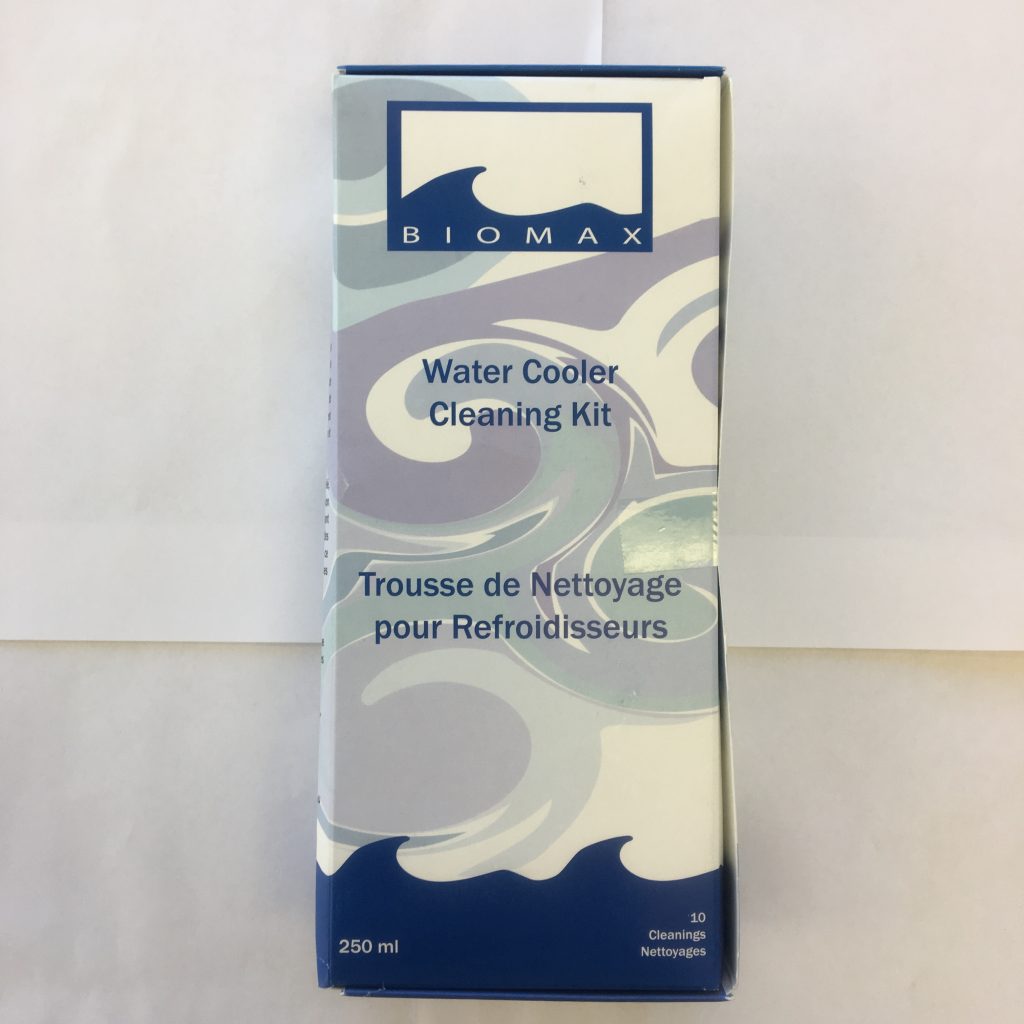 BIOMAX
Water Cooler
Cleaning Kit
Trousse de Nettoyage
pour Refroidisseurs
250 ml
10
Cleanings
Nettoyages